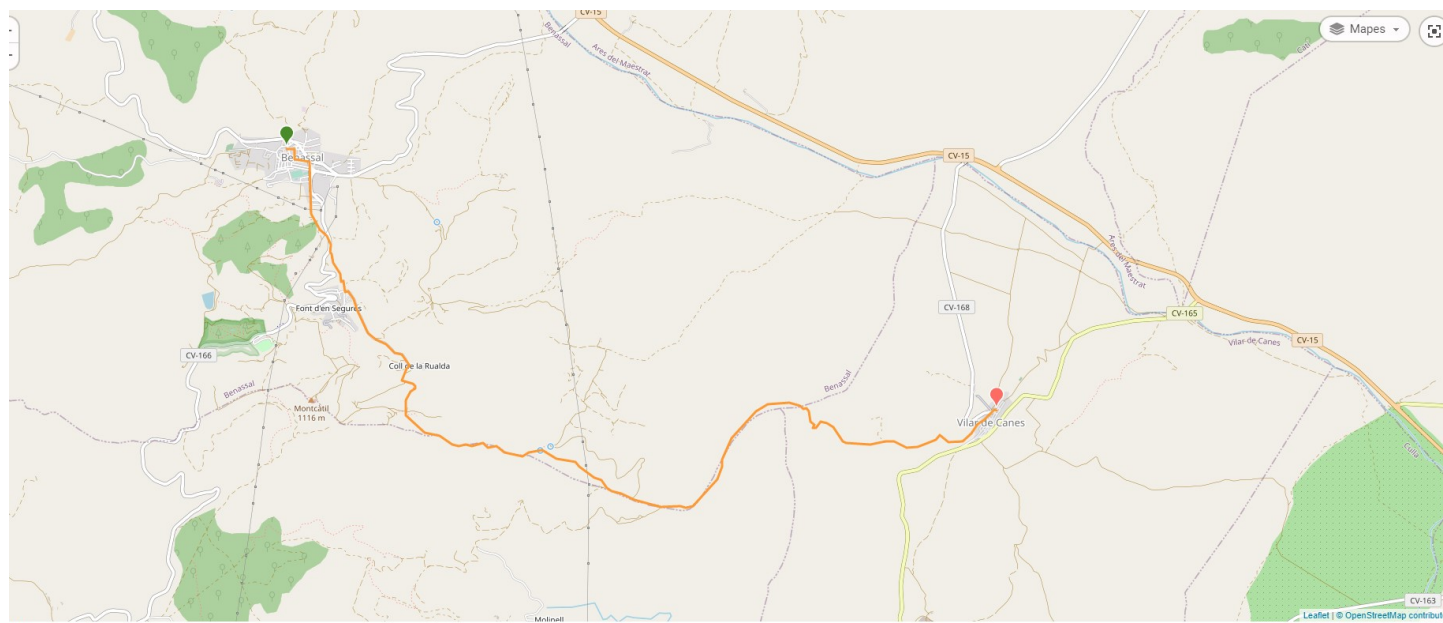 CV-15
Mapes
Benassal
Ares del Maestrat
Benassal
CV-15
Ares del Maestrat
Font d'en Segures
CV-168
CV-165
Vilar de Canes
CV-15
CV-166
Coll de la Rualda
Benassal
Benassal
Montcàtil
1116 m
Vilar de Canes
Culla
CV-163
Molinell
Leaflet | © OpenStreetMap contribut